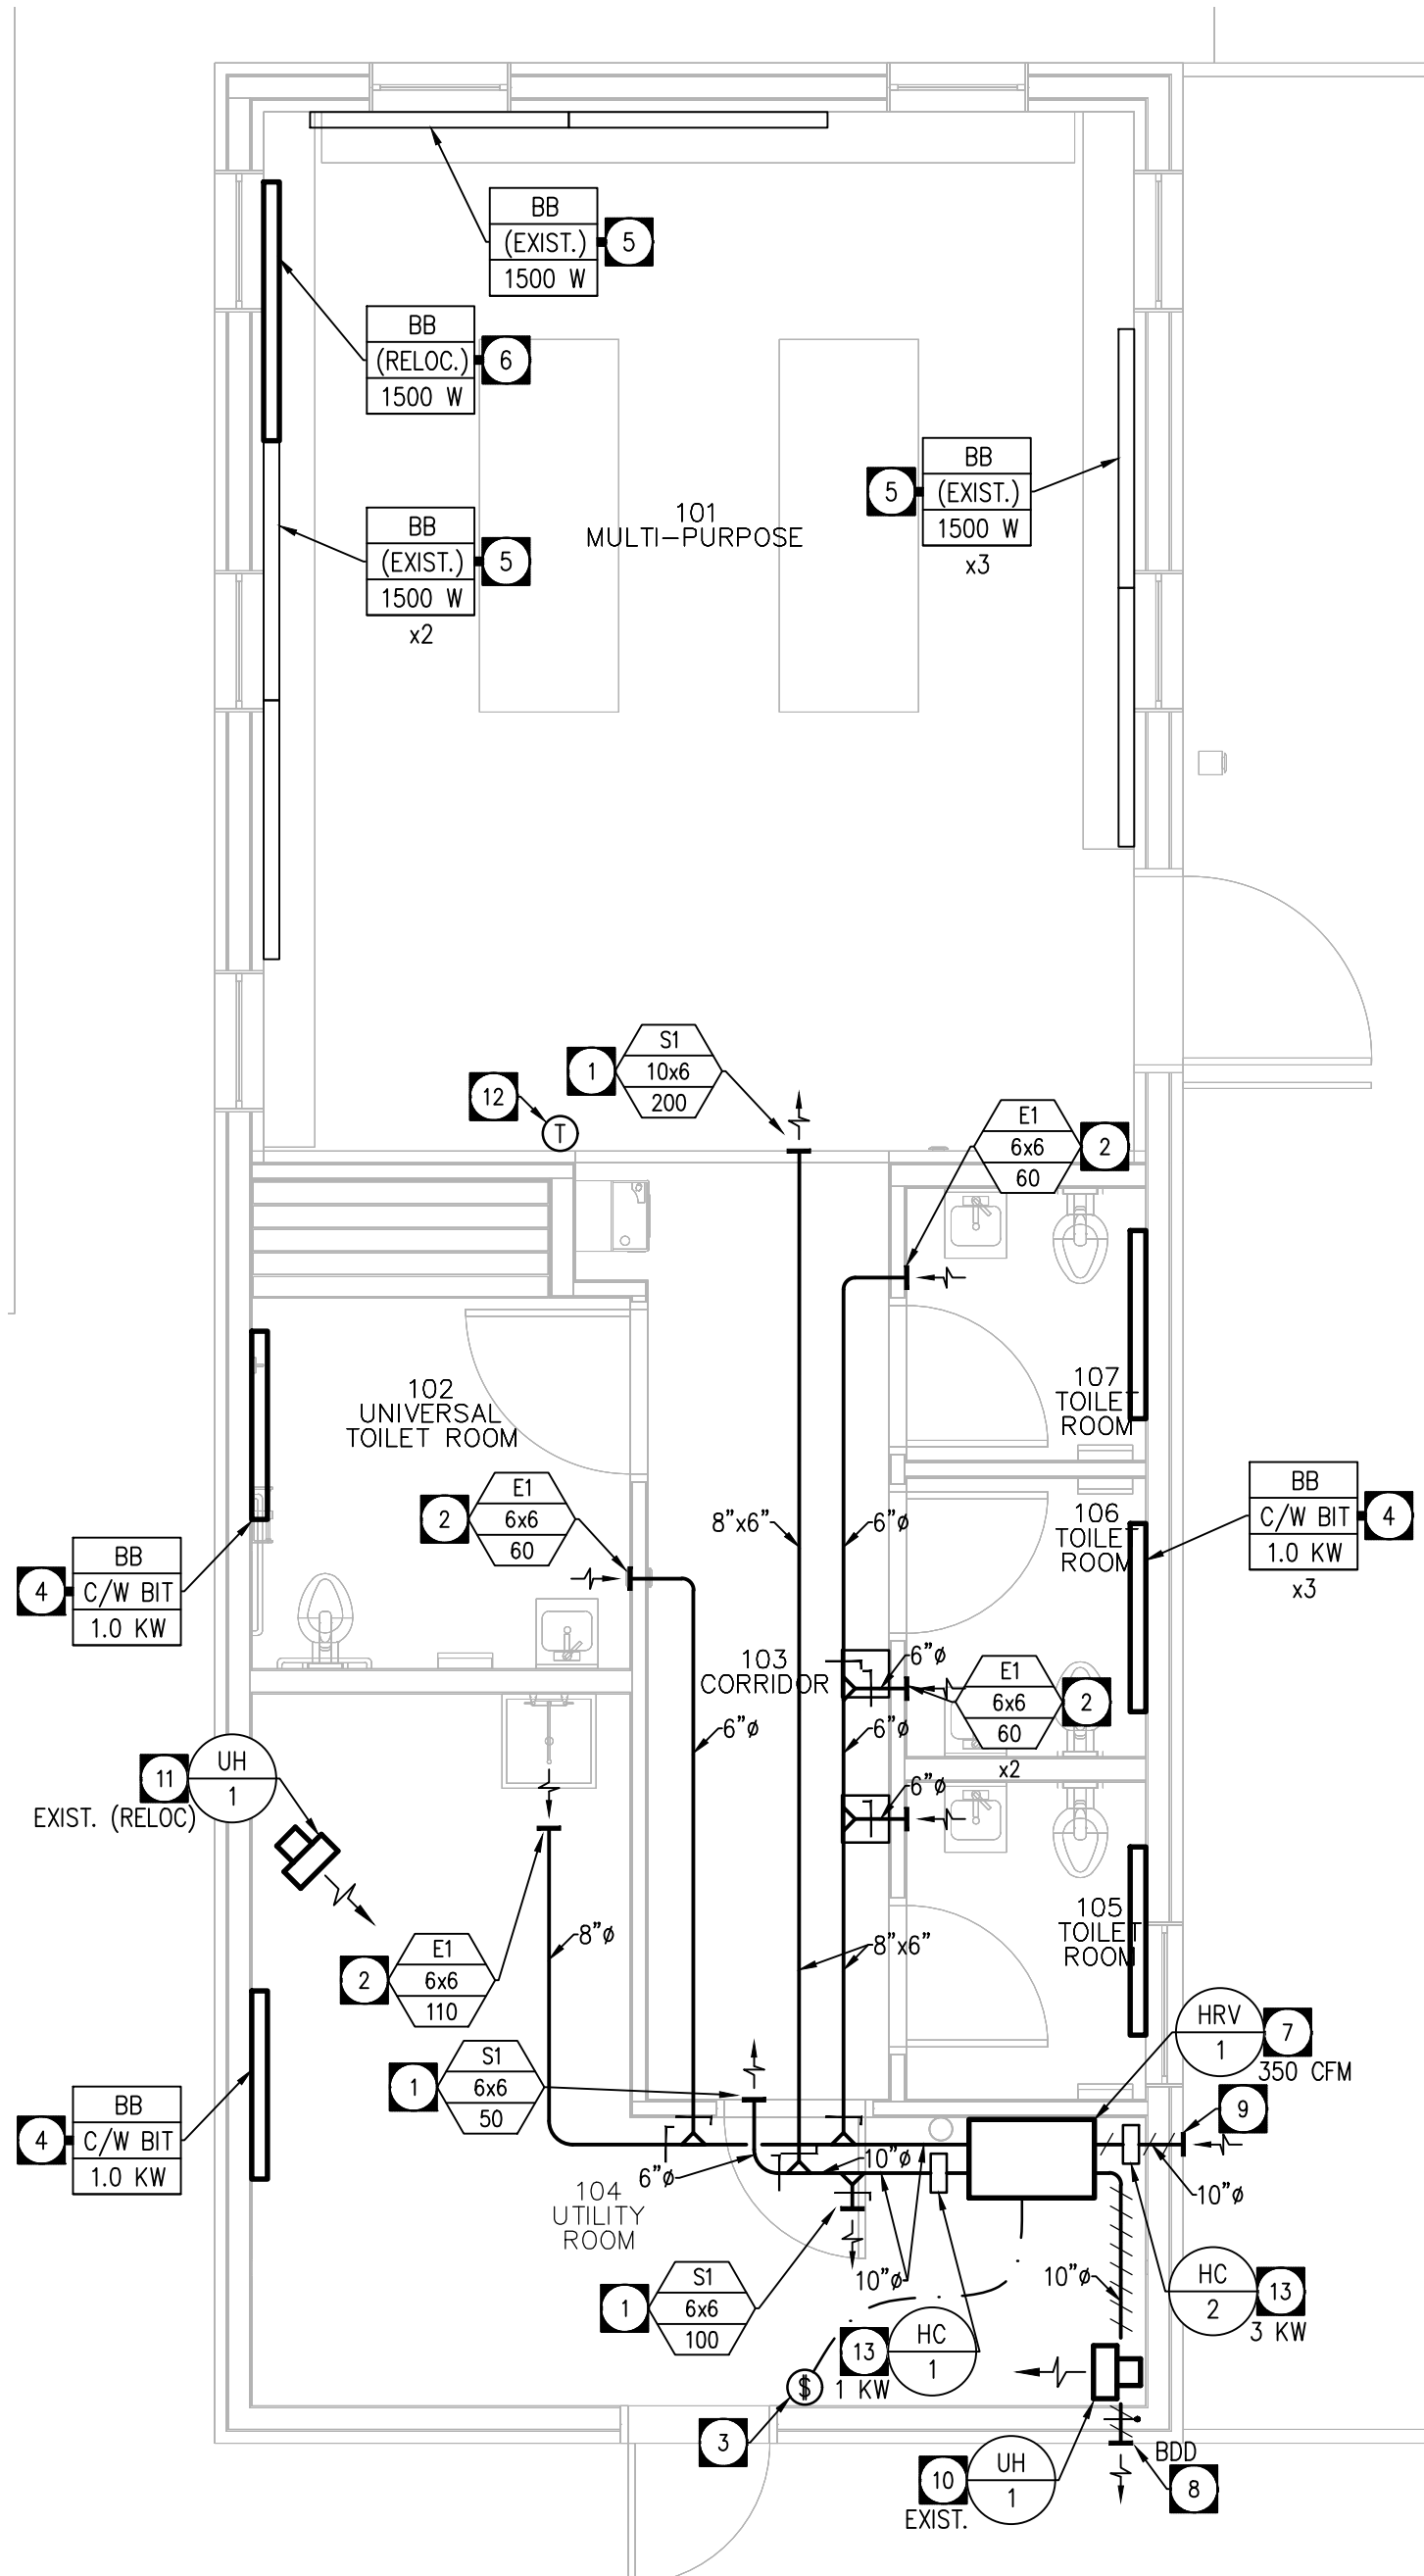 BB
(EXIST.)
1500 W
5
BB
(RELOC.)
1500 W
6
BB
(EXIST.)
1500 W
x3
5
101
MULTI-PURPOSE
BB
(EXIST.)
1500 W
x2
5
S1
10x6
200
1
12
T
E1
6x6
60
2
107
TOILET
ROOM
102
UNIVERSAL
TOILET ROOM
E1
6x6
60
2
8"x6"
6"ø
106
TOILET
ROOM
BB
C/W BIT
1.0 KW
x3
4
BB
C/W BIT
1.0 KW
4
103
CORRIDOR
6"ø
E1
6x6
60
x2
2
6"ø
6"ø
6"ø
UH
1
11
EXIST. (RELOC)
105
TOILET
ROOM
8"ø
8"x6"
E1
6x6
110
2
HRV
1
7
350 CFM
S1
6x6
50
1
9
BB
C/W BIT
1.0 KW
4
6"ø
10"ø
10"ø
104
UTILITY
ROOM
10"ø
10"ø
S1
6x6
100
1
HC
2
13
3 KW
HC
1
13
1 KW
$
3
BDD
8
UH
1
10
EXIST.